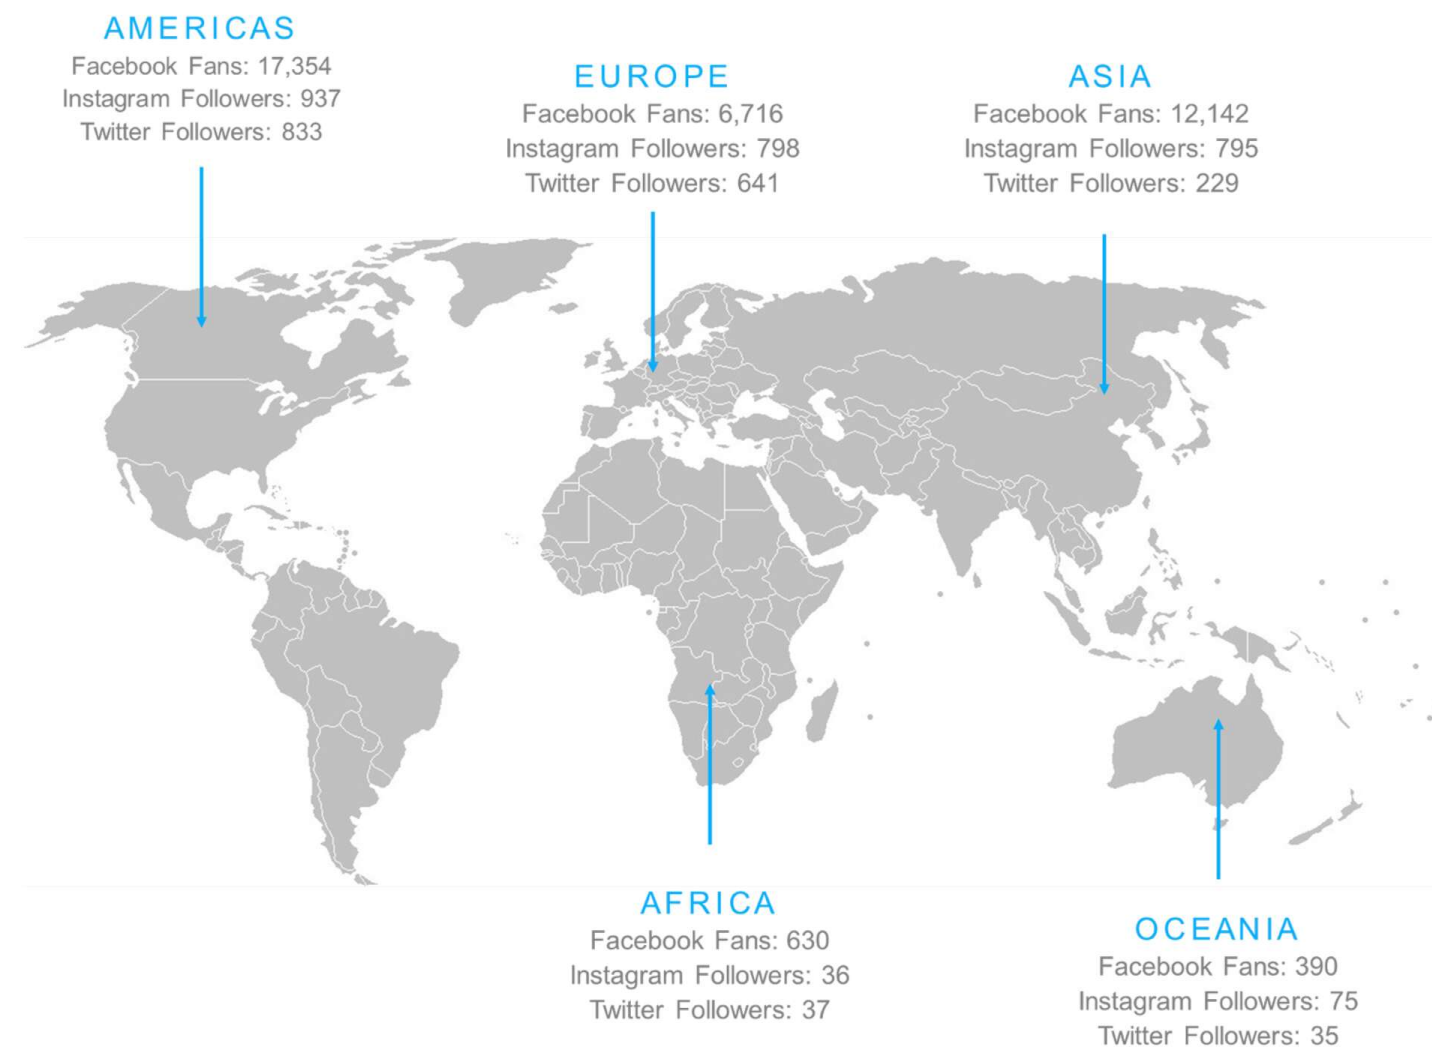 AMERICAS
Facebook Fans: 17,354
Instagram Followers: 937
Twitter Followers: 833
EUROPE
Facebook Fans: 6,716
Instagram Followers: 798
Twitter Followers: 641
ASIA
Facebook Fans: 12,142
Instagram Followers: 795
Twitter Followers: 229
AFRICA
Facebook Fans: 630
Instagram Followers: 36
Twitter Followers: 37
OCEANIA
Facebook Fans: 390
Instagram Followers: 75
Twitter Followers: 35